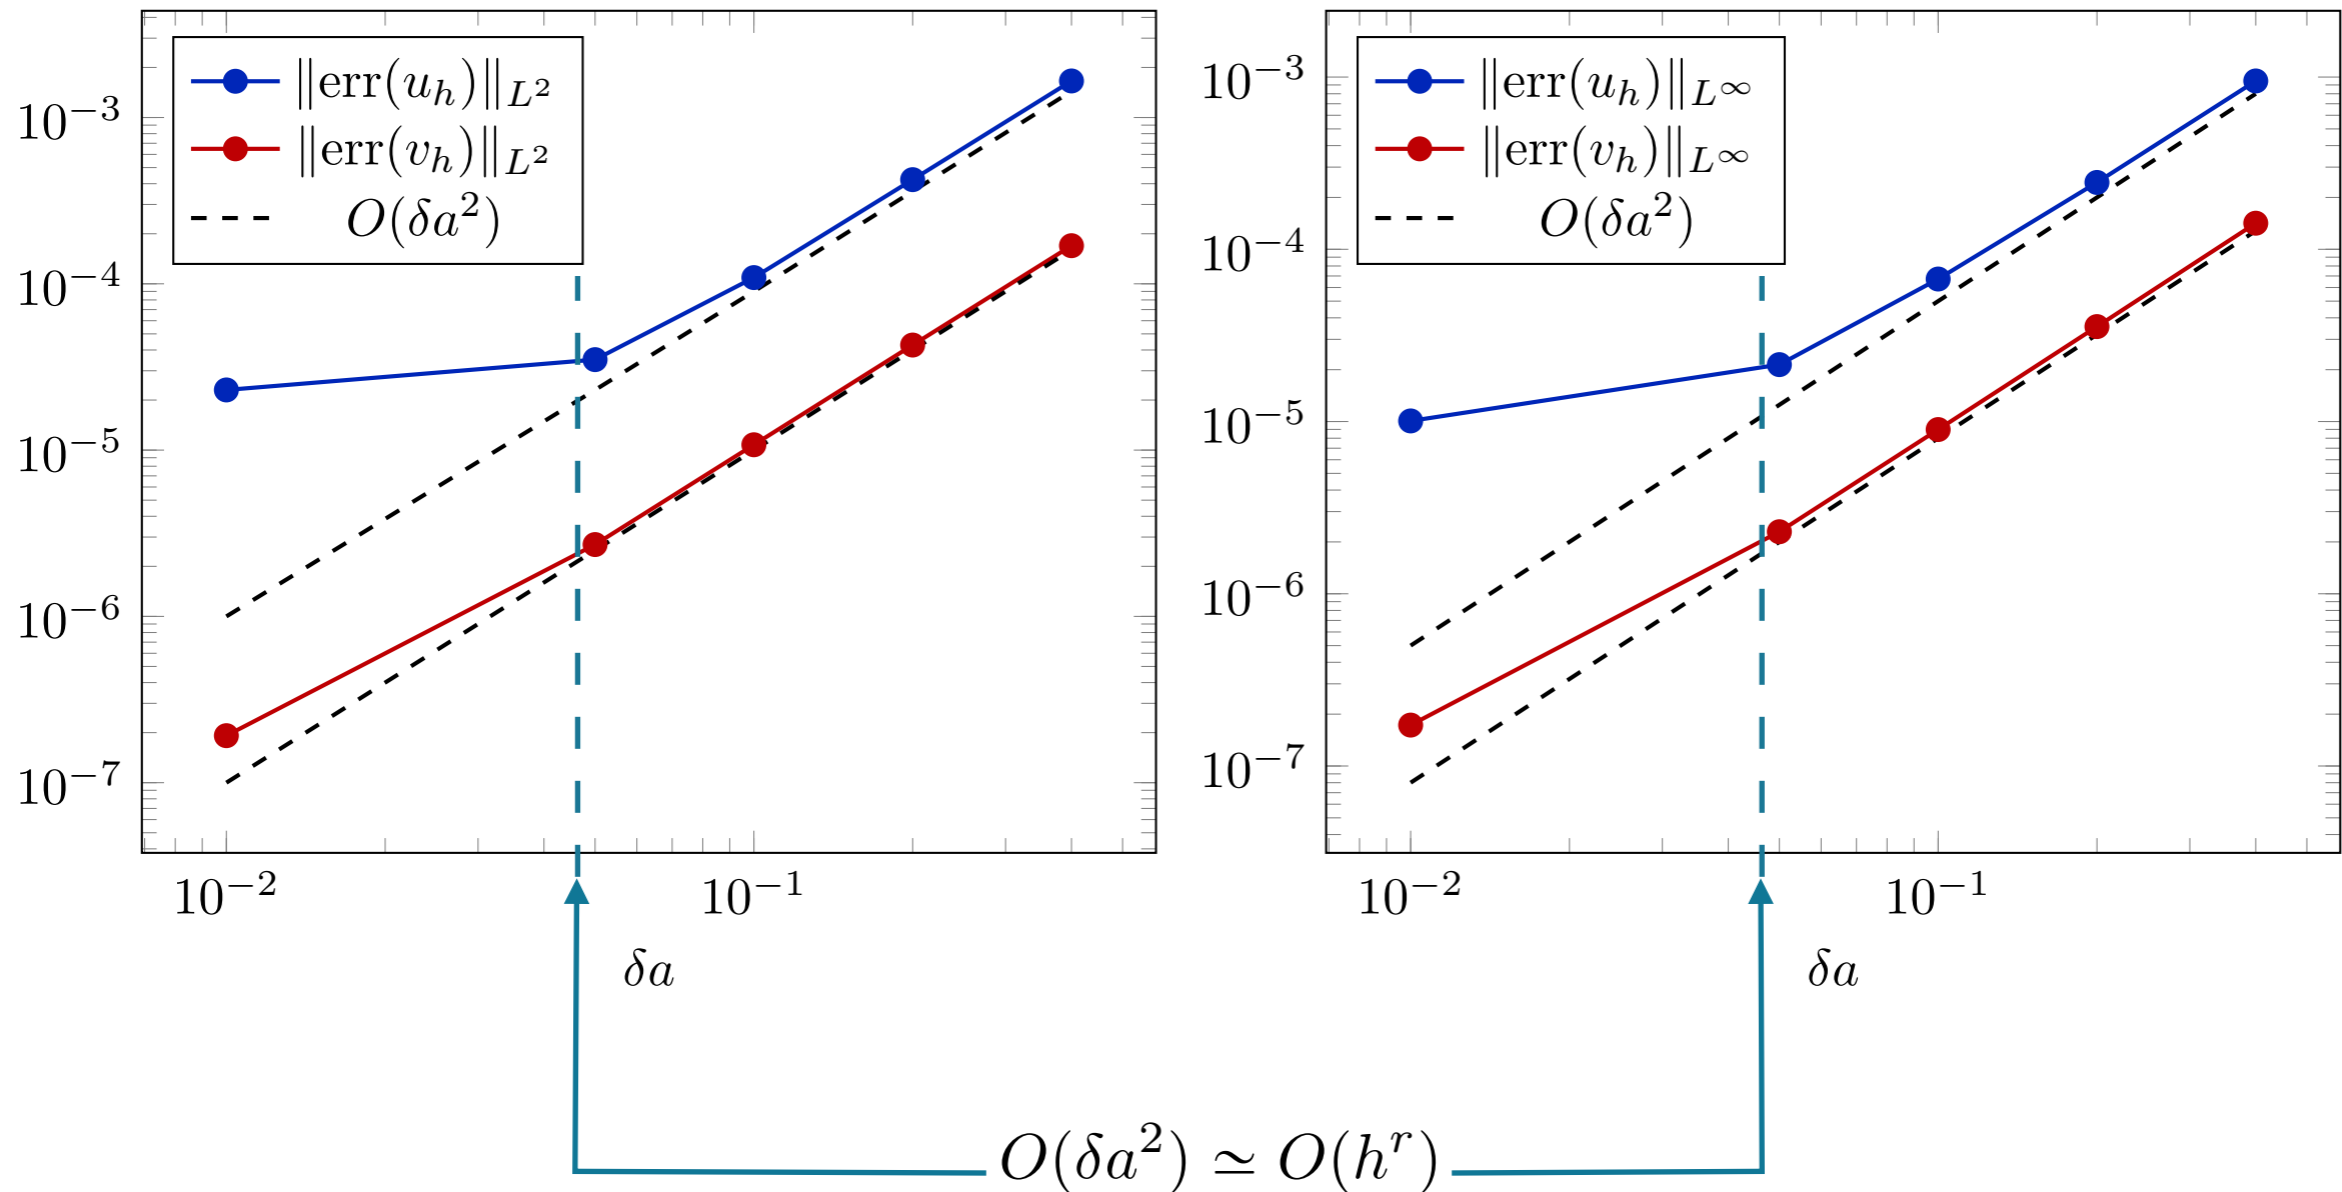 ‖err(u_h)‖_{L^2}
‖err(v_h)‖_{L^2}
O(δa^2)
10^{-3}
10^{-4}
10^{-5}
10^{-6}
10^{-7}
10^{-2}
10^{-1}
δa
‖err(u_h)‖_{L^∞}
‖err(v_h)‖_{L^∞}
O(δa^2)
10^{-3}
10^{-4}
10^{-5}
10^{-6}
10^{-7}
10^{-2}
10^{-1}
δa
O(δa^2) ≃ O(h^r)